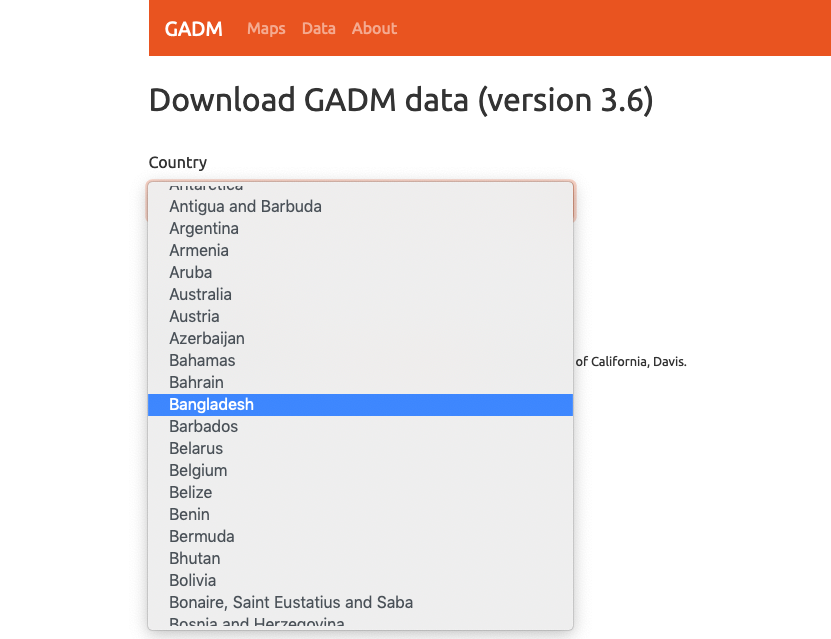 GADM Maps Data About
Download GADM data (version 3.6)
Country
Antarctica
Antigua and Barbuda
Argentina
Armenia
Aruba
Australia
Austria
Azerbaijan
Bahamas
of California, Davis.
Bahrain
Bangladesh
Barbados
Belarus
Belgium
Belize
Benin
Bermuda
Bhutan
Bolivia
Bonaire, Saint Eustatius and Saba
Bosnia and Herzegovina